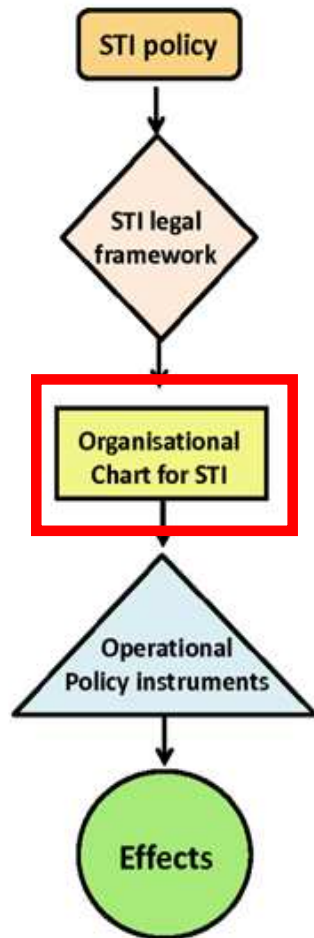 STI policy
STI legal
framework
Organisational
Chart for STI
Operational
Policy instruments
Effects